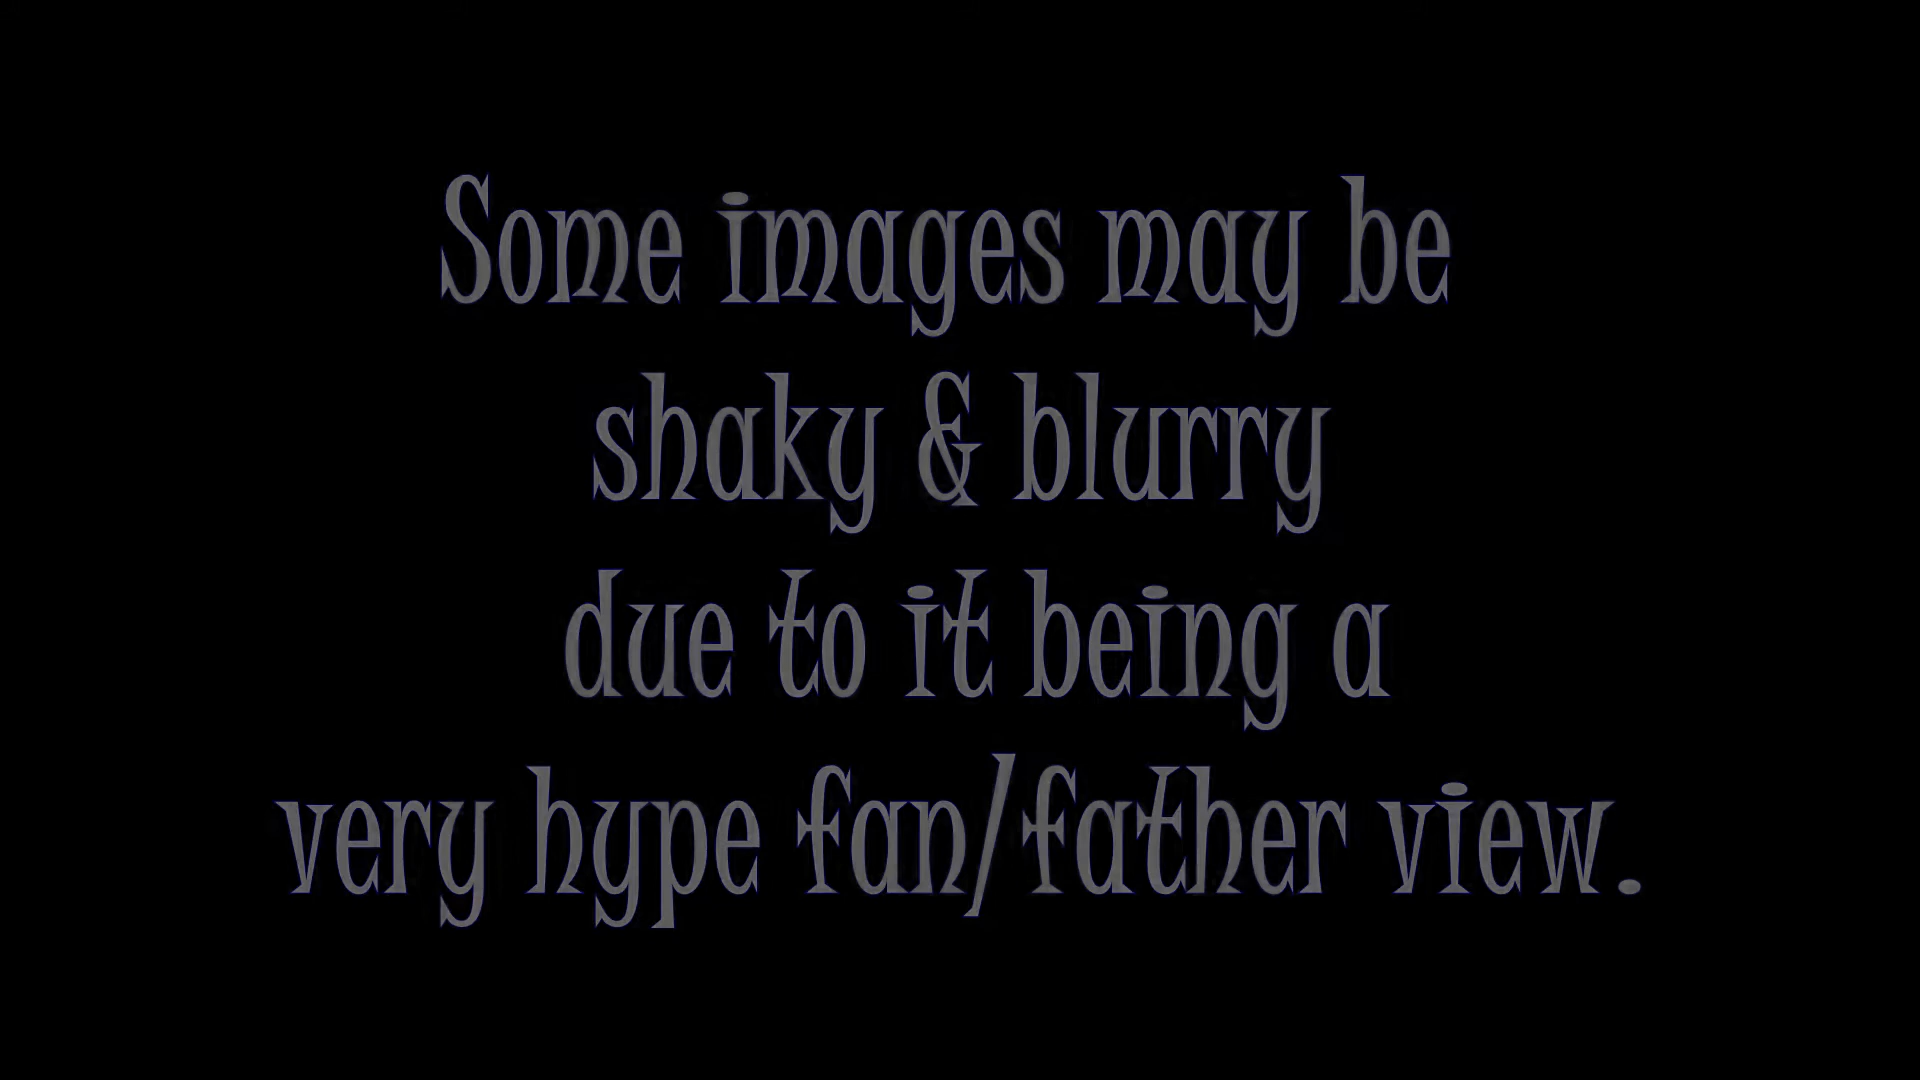 Some images may be
shaky & blurry
due to it being a
very hype fan/father view.